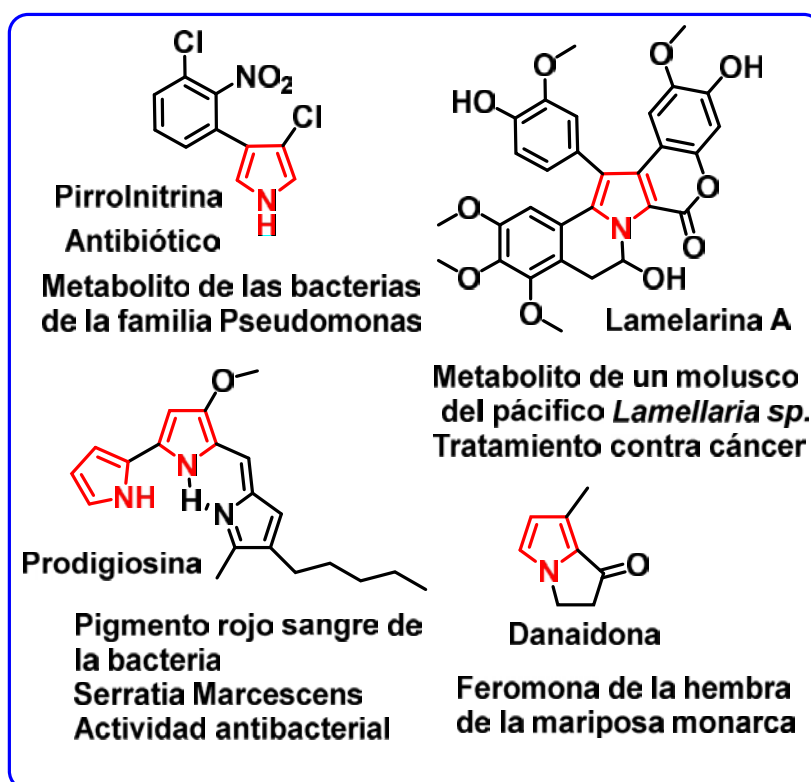 Cl
NO2
Cl
N
H
Pirrolnitrina
Antibiótico
Metabolito de las bacterias
de la familia Pseudomonas
O
O
OH
HO
O
O
N
O
O
O
OH
Lamelarina A
Metabolito de un molusco
del pácifico Lamellaria sp.
Tratamiento contra cáncer
O
NH
N
H
N
Prodigiosina
Pigmento rojo sangre de
la bacteria
Serratia Marcescens
Actividad antibacterial
N
O
Danaidona
Feromona de la hembra
de la mariposa monarca